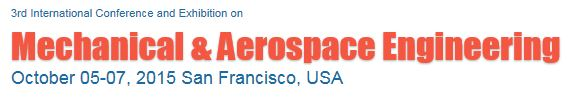 3rd International Conference and Exhibition on
Mechanical & Aerospace Engineering
October 05-07, 2015 San Francisco, USA